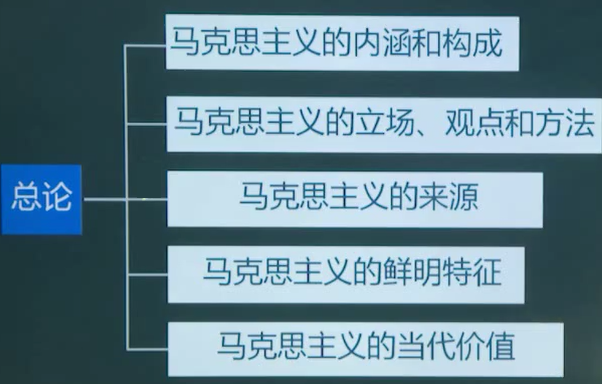 总论
马克思主义的内涵和构成
马克思主义的立场、观点和方法
马克思主义的来源
马克思主义的鲜明特征
马克思主义的当代价值